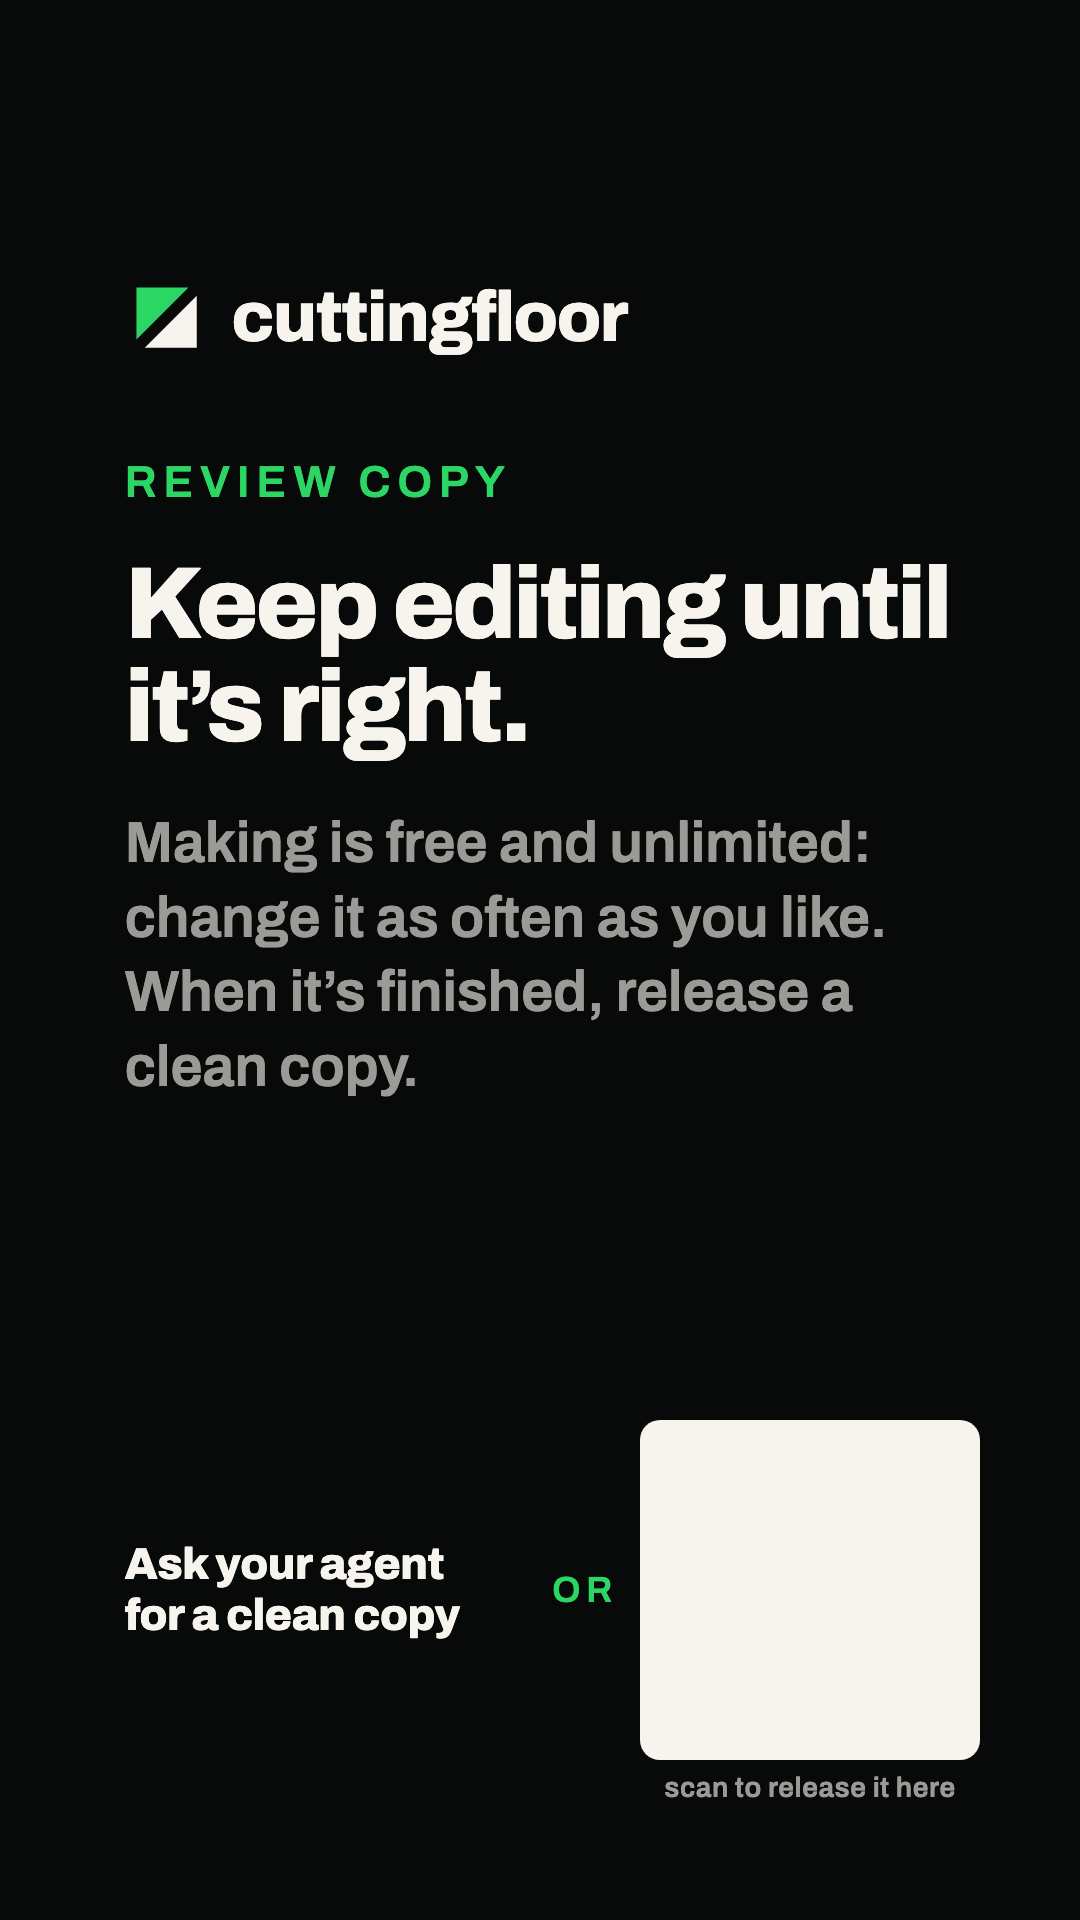 cuttingfloor
REVIEW COPY
Keep editing until
it’s right.
Making is free and unlimited:
change it as often as you like.
When it’s finished, release a
clean copy.
Ask your agent
for a clean copy
OR
scan to release it here